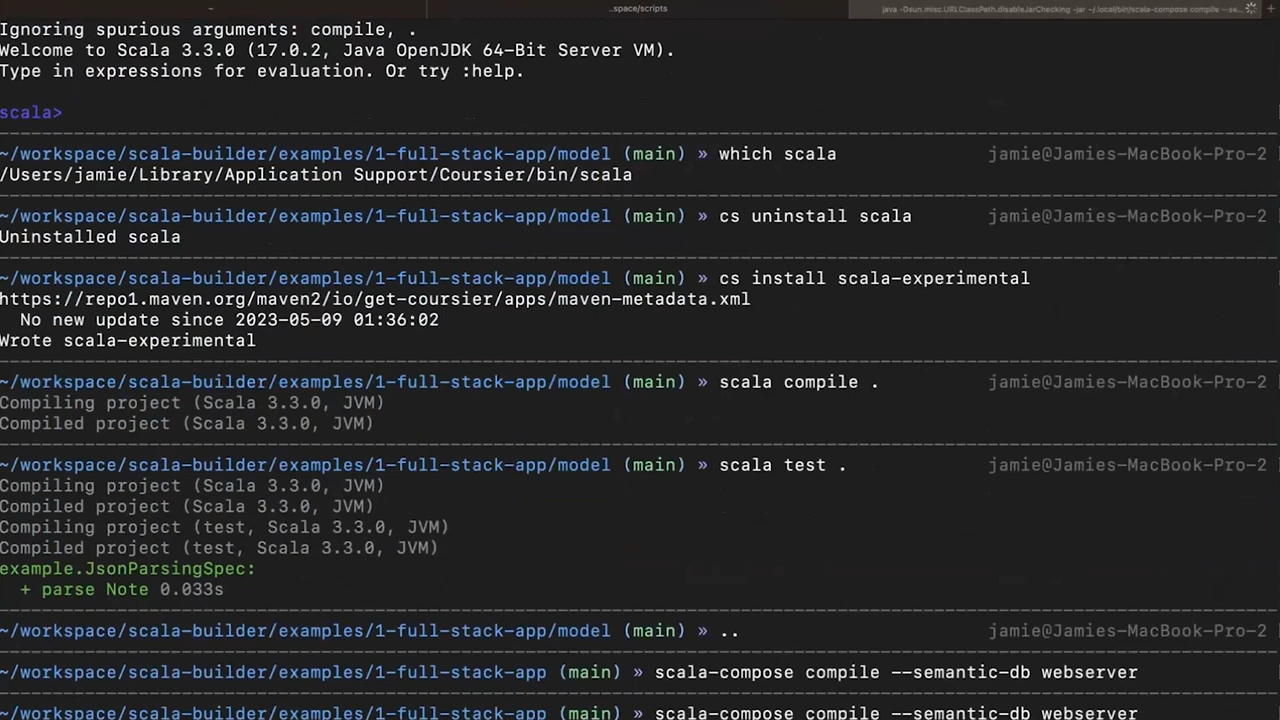 ~
..space/scripts
java -Dsun.misc.URLClassPath.disableJarChecking -jar ~/.local/bin/scala-compose compile --se...
Ignoring spurious arguments: compile, .
Welcome to Scala 3.3.0 (17.0.2, Java OpenJDK 64-Bit Server VM).
Type in expressions for evaluation. Or try :help.
scala>
~/workspace/scala-builder/examples/1-full-stack-app/model (main) » which scala jamie@Jamies-MacBook-Pro-2
/Users/jamie/Library/Application Support/Coursier/bin/scala
~/workspace/scala-builder/examples/1-full-stack-app/model (main) » cs uninstall scala jamie@Jamies-MacBook-Pro-2
Uninstalled scala
~/workspace/scala-builder/examples/1-full-stack-app/model (main) » cs install scala-experimental
https://repo1.maven.org/maven2/io/get-coursier/apps/maven-metadata.xml
No new update since 2023-05-09 01:36:02
Wrote scala-experimental
~/workspace/scala-builder/examples/1-full-stack-app/model (main) » scala compile . jamie@Jamies-MacBook-Pro-2
Compiling project (Scala 3.3.0, JVM)
Compiled project (Scala 3.3.0, JVM)
~/workspace/scala-builder/examples/1-full-stack-app/model (main) » scala test . jamie@Jamies-MacBook-Pro-2
Compiling project (Scala 3.3.0, JVM)
Compiled project (Scala 3.3.0, JVM)
Compiling project (test, Scala 3.3.0, JVM)
Compiled project (test, Scala 3.3.0, JVM)
example.JsonParsingSpec:
+ parse Note 0.033s
~/workspace/scala-builder/examples/1-full-stack-app/model (main) » .. jamie@Jamies-MacBook-Pro-2
~/workspace/scala-builder/examples/1-full-stack-app (main) » scala-compose compile --semantic-db webserver
~/workspace/scala-builder/examples/1-full-stack-app (main) » scala-compose compile --semantic-db webserver